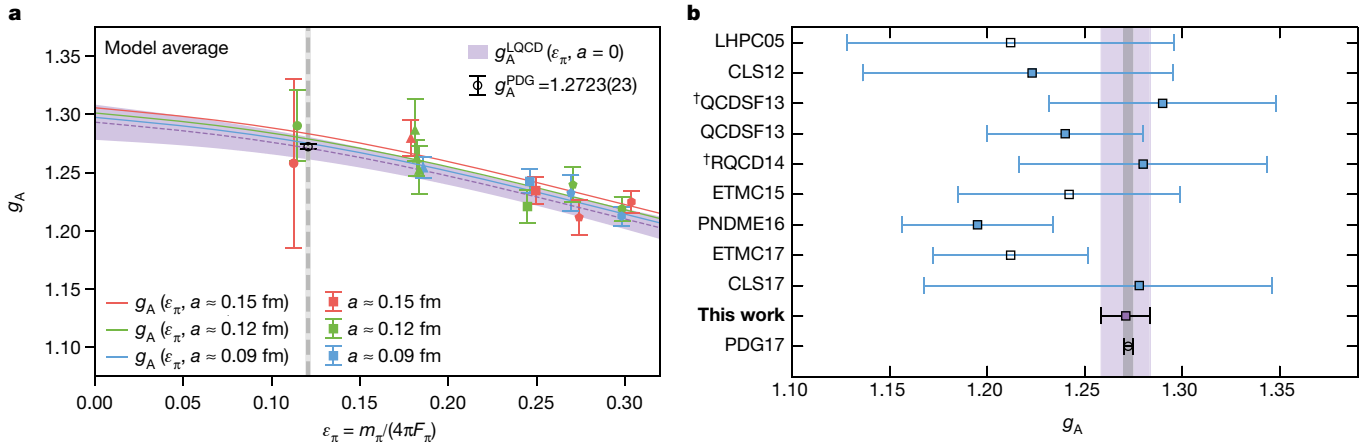 a
Model average
g_A^LQCD (ε_π, a = 0)
g_A^PDG =1.2723(23)
g_A
1.35
1.30
1.25
1.20
1.15
1.10
g_A (ε_π, a ≈ 0.15 fm)
g_A (ε_π, a ≈ 0.12 fm)
g_A (ε_π, a ≈ 0.09 fm)
a ≈ 0.15 fm
a ≈ 0.12 fm
a ≈ 0.09 fm
0.00 0.05 0.10 0.15 0.20 0.25 0.30
ε_π = m_π/(4πF_π)
b
LHPC05
CLS12
†QCDSF13
QCDSF13
†RQCD14
ETMC15
PNDME16
ETMC17
CLS17
This work
PDG17
1.10 1.20 1.25 1.30 1.35
g_A